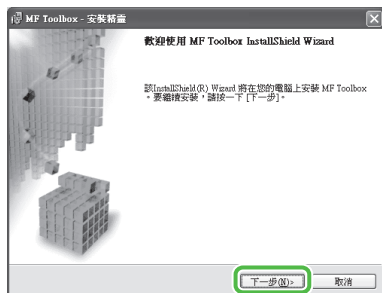 MF Toolbox - 安裝精靈
歡迎使用 MF Toolbox InstallShield Wizard
該InstallShield(R) Wizard 將在您的電腦上安裝 MF Toolbox
。要繼續安裝，請按一下 [下一步]。
下一步(N)>
取消